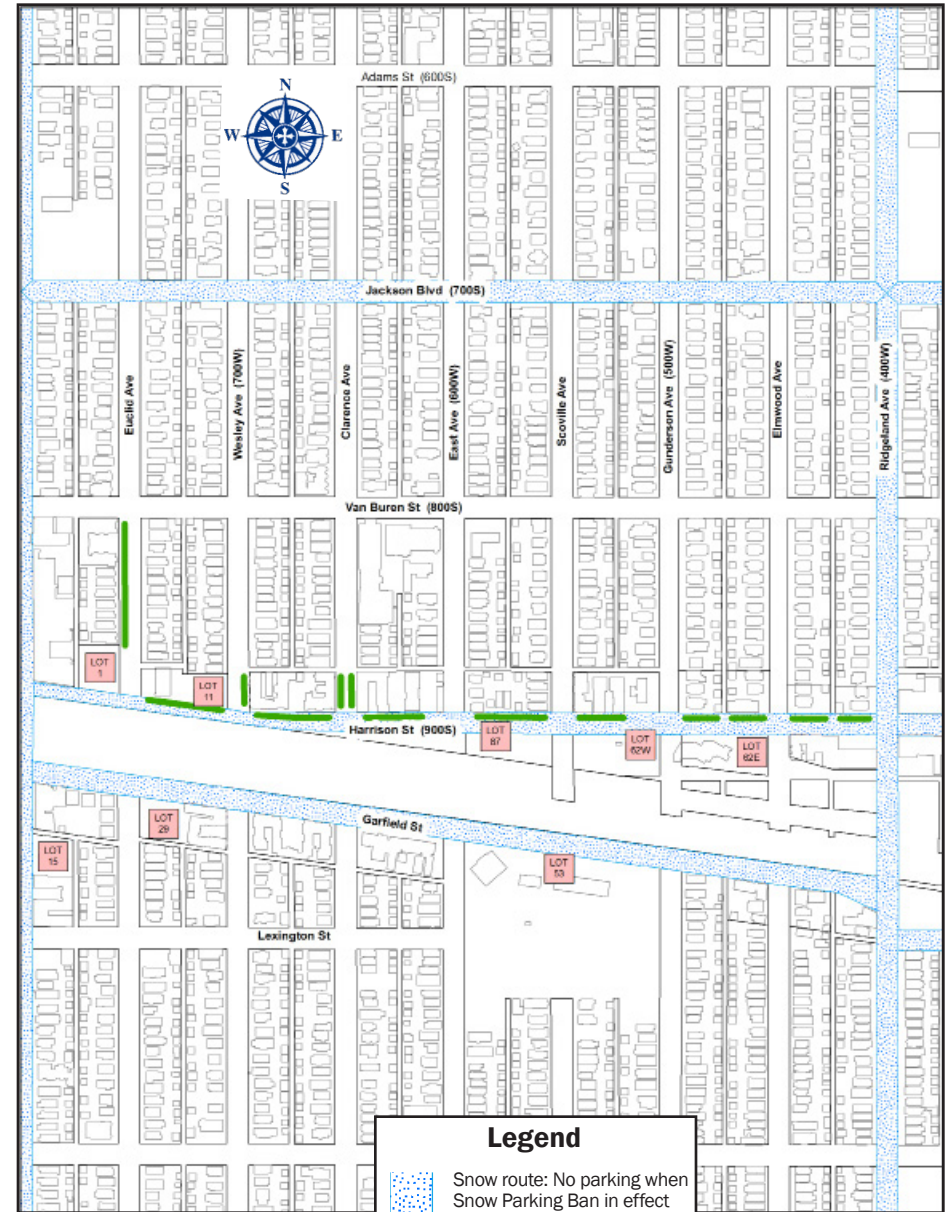 Adams St (600S)
N
W
E
S
Jackson Blvd (700S)
Euclid Ave
Wesley Ave (700W)
Clarence Ave
East Ave (600W)
Scoville Ave
Gunderson Ave (500W)
Elmwood Ave
Ridgeland Ave (400W)
Van Buren St (800S)
LOT
1
LOT
11
Harrison St (900S)
LOT
87
LOT
62W
LOT
62E
LOT
29
Garfield St
LOT
15
LOT
53
Lexington St
Legend
Snow route: No parking when
Snow Parking Ban in effect